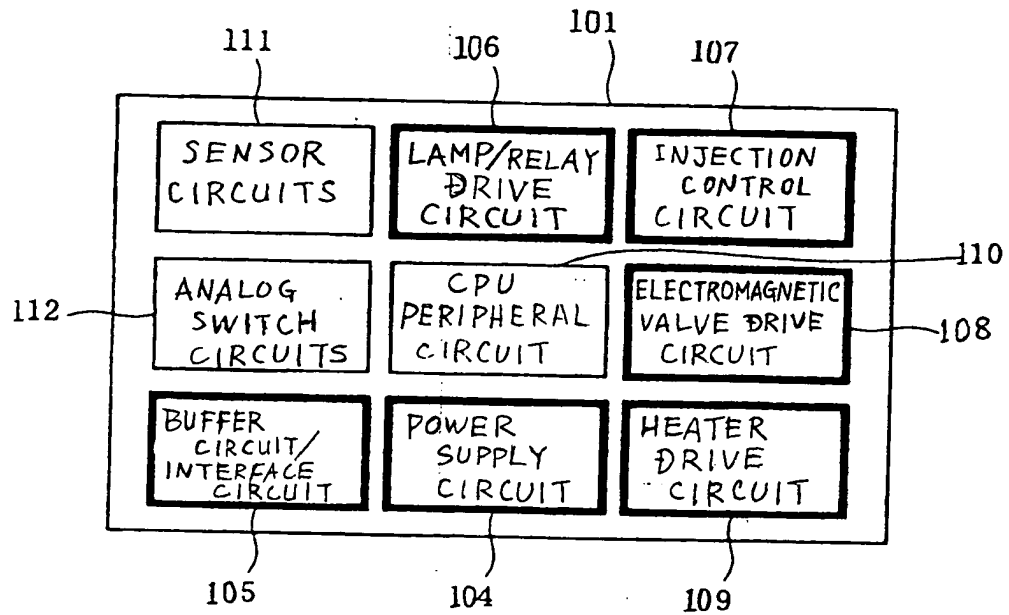 101
111
106
107
SENSOR
CIRCUITS
LAMP/RELAY
DRIVE
CIRCUIT
INJECTION
CONTROL
CIRCUIT
110
112
ANALOG
SWITCH
CIRCUITS
CPU
PERIPHERAL
CIRCUIT
ELECTROMAGNETIC
VALVE DRIVE
CIRCUIT
108
BUFFER
CIRCUIT/
INTERFACE
CIRCUIT
POWER
SUPPLY
CIRCUIT
HEATER
DRIVE
CIRCUIT
105
104
109